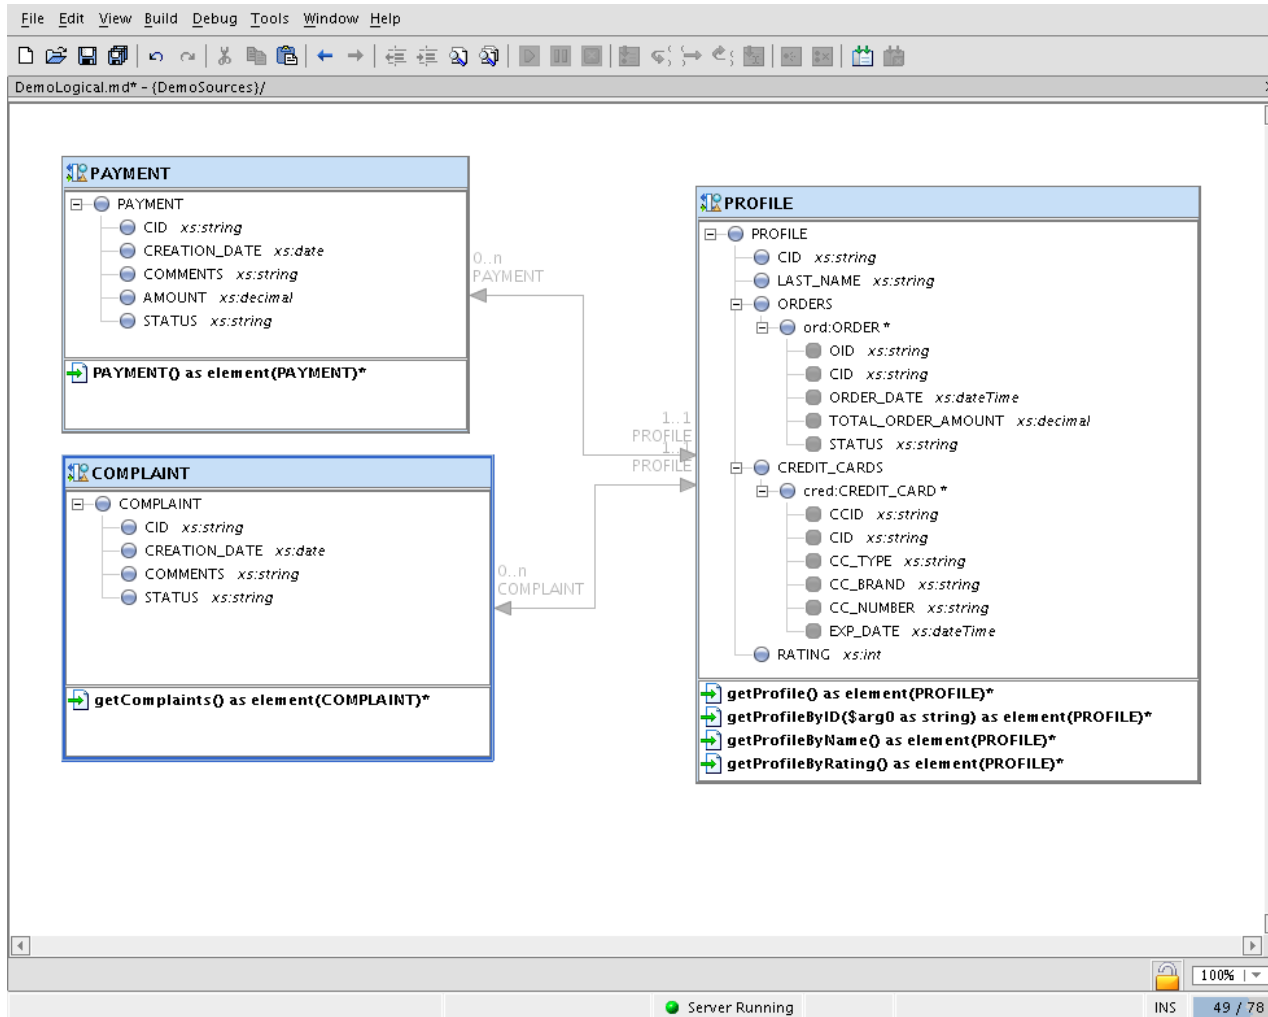 File Edit View Build Debug Tools Window Help
DemoLogical.md* - {DemoSources}/
PAYMENT
PAYMENT
CID xs:string
CREATION_DATE xs:date
COMMENTS xs:string
AMOUNT xs:decimal
STATUS xs:string
PAYMENT() as element(PAYMENT)*
0..n
PAYMENT
1..1
PROFILE
1..1
PROFILE
COMPLAINT
COMPLAINT
CID xs:string
CREATION_DATE xs:date
COMMENTS xs:string
STATUS xs:string
getComplaints() as element(COMPLAINT)*
0..n
COMPLAINT
PROFILE
PROFILE
CID xs:string
LAST_NAME xs:string
ORDERS
ord:ORDER *
OID xs:string
CID xs:string
ORDER_DATE xs:dateTime
TOTAL_ORDER_AMOUNT xs:decimal
STATUS xs:string
CREDIT_CARDS
cred:CREDIT_CARD *
CCID xs:string
CID xs:string
CC_TYPE xs:string
CC_BRAND xs:string
CC_NUMBER xs:string
EXP_DATE xs:dateTime
RATING xs:int
getProfile() as element(PROFILE)*
getProfileByID($arg0 as string) as element(PROFILE)*
getProfileByName() as element(PROFILE)*
getProfileByRating() as element(PROFILE)*
100%
Server Running INS 49 / 78